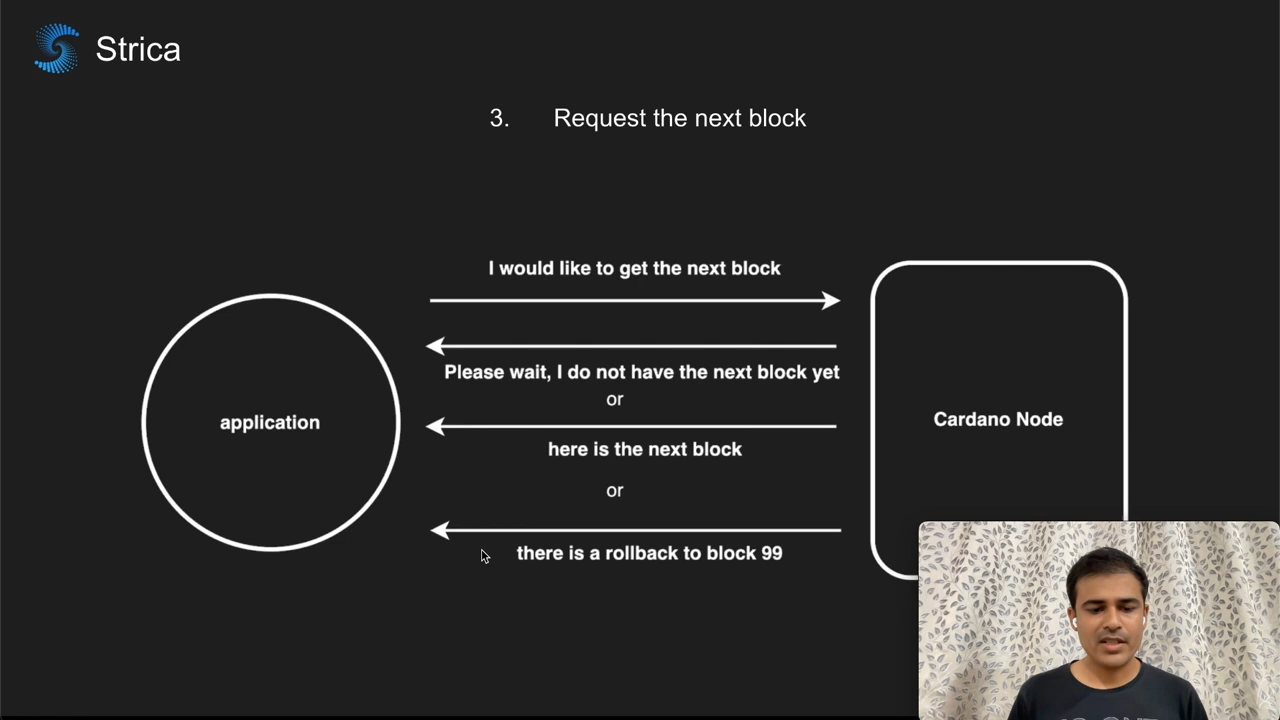 Strica
3. Request the next block
I would like to get the next block
Please wait, I do not have the next block yet
or
here is the next block
or
there is a rollback to block 99
application
Cardano Node